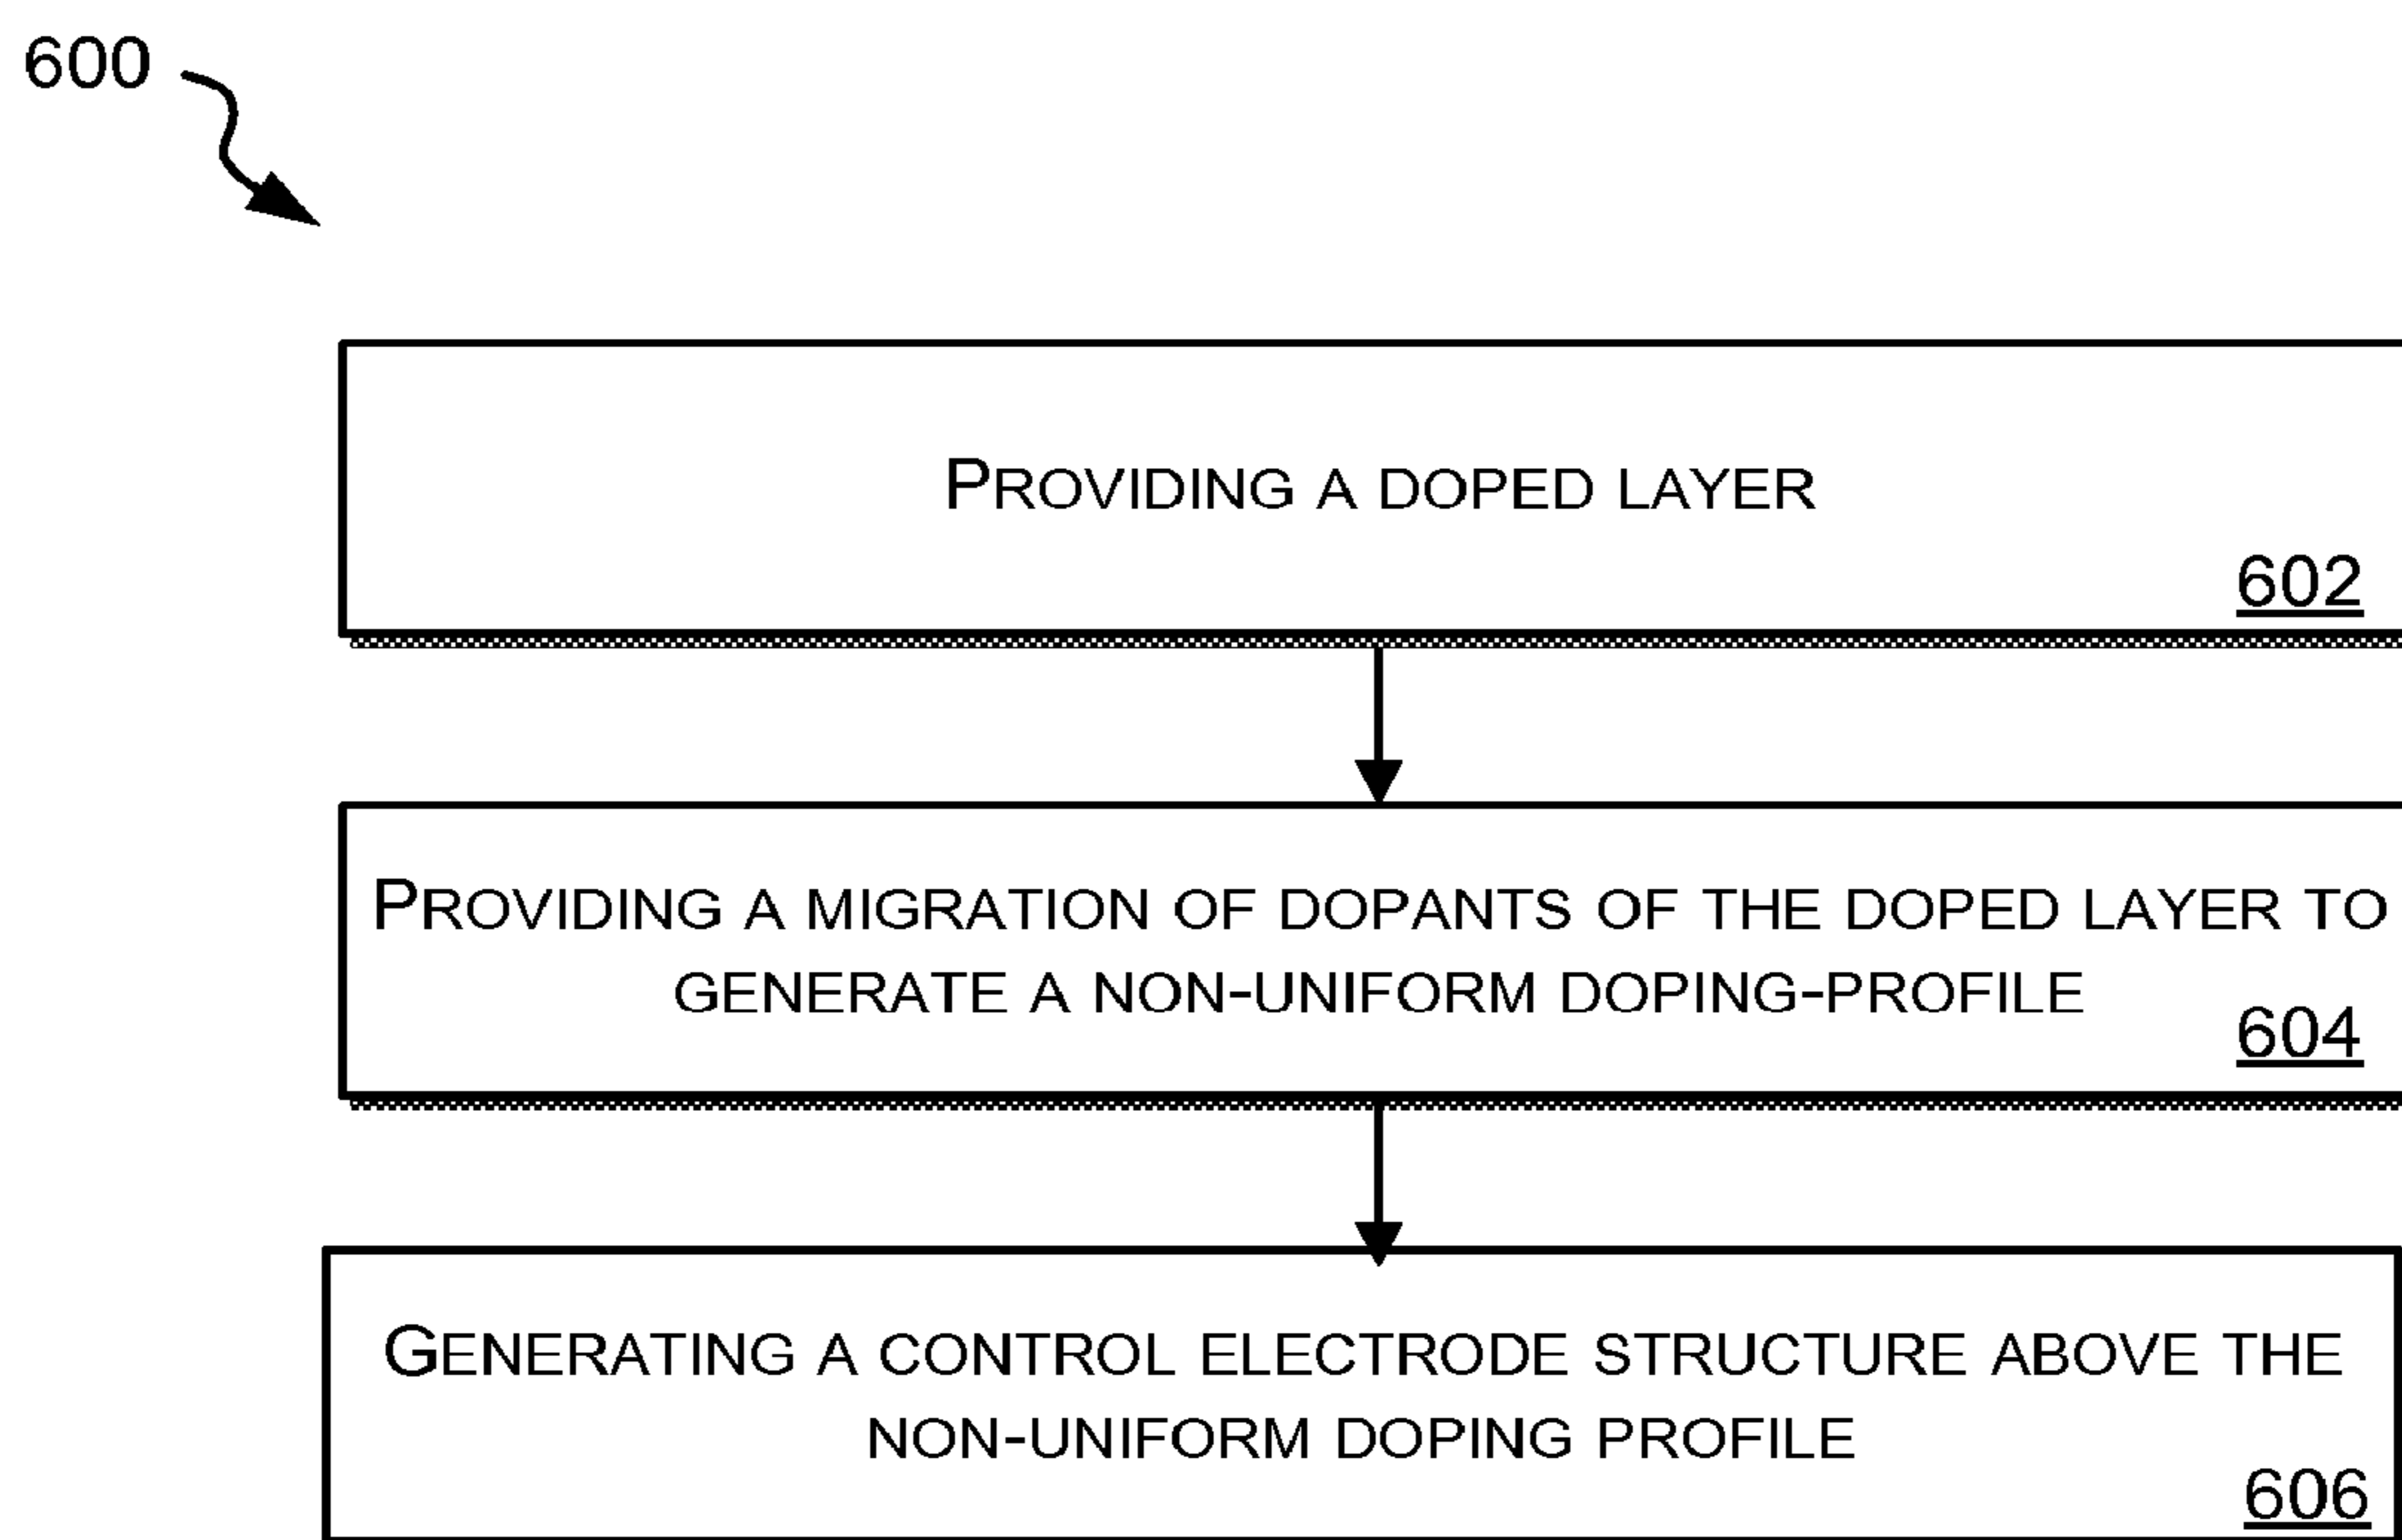 600
PROVIDING A DOPED LAYER
602
PROVIDING A MIGRATION OF DOPANTS OF THE DOPED LAYER TO
GENERATE A NON-UNIFORM DOPING-PROFILE
604
GENERATING A CONTROL ELECTRODE STRUCTURE ABOVE THE
NON-UNIFORM DOPING PROFILE
606